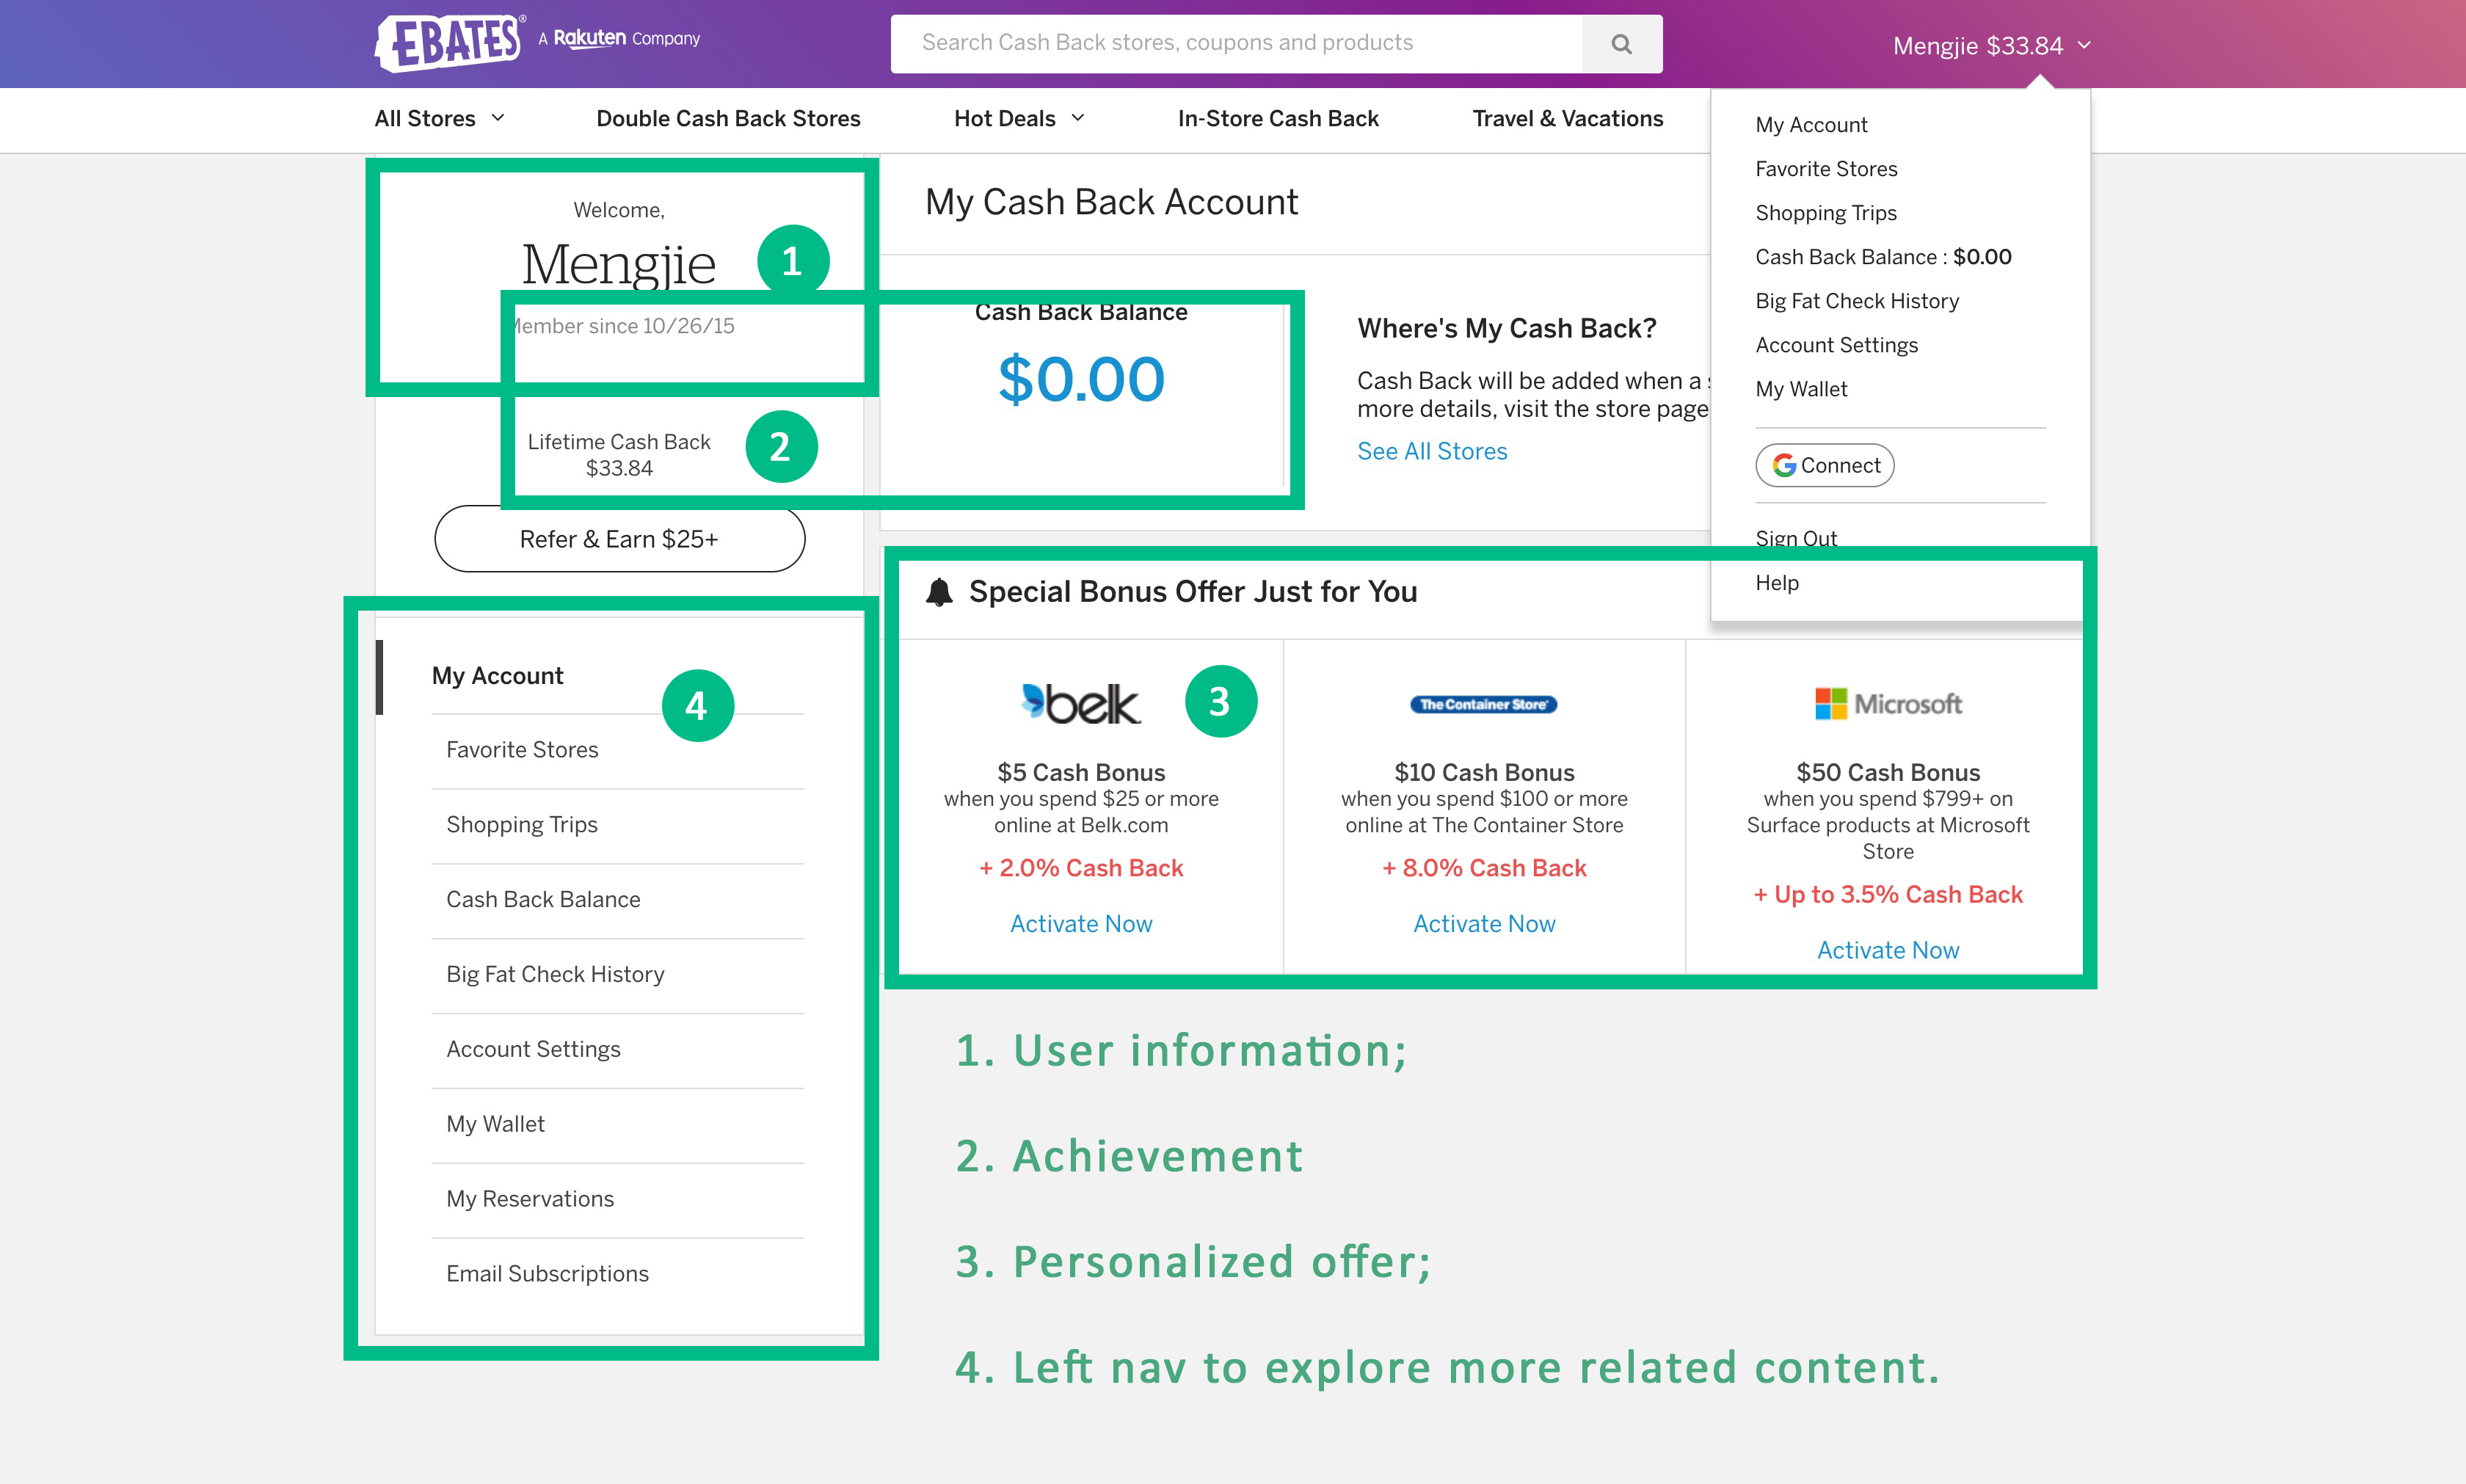 EBATES® A Rakuten Company
Search Cash Back stores, coupons and products
Mengjie $33.84
All Stores
Double Cash Back Stores
Hot Deals
In-Store Cash Back
Travel & Vacations
Welcome,
Mengjie
1
Member since 10/26/15
Lifetime Cash Back
$33.84
2
Refer & Earn $25+
My Account
4
Favorite Stores
Shopping Trips
Cash Back Balance
Big Fat Check History
Account Settings
My Wallet
My Reservations
Email Subscriptions
My Cash Back Account
Cash Back Balance
$0.00
Where's My Cash Back?
Cash Back will be added when a
more details, visit the store page
See All Stores
My Account
Favorite Stores
Shopping Trips
Cash Back Balance : $0.00
Big Fat Check History
Account Settings
My Wallet
Connect
Sign Out
Help
Special Bonus Offer Just for You
belk
3
$5 Cash Bonus
when you spend $25 or more
online at Belk.com
+ 2.0% Cash Back
Activate Now
The Container Store®
$10 Cash Bonus
when you spend $100 or more
online at The Container Store
+ 8.0% Cash Back
Activate Now
Microsoft
$50 Cash Bonus
when you spend $799+ on
Surface products at Microsoft
Store
+ Up to 3.5% Cash Back
Activate Now
1. User information;
2. Achievement
3. Personalized offer;
4. Left nav to explore more related content.